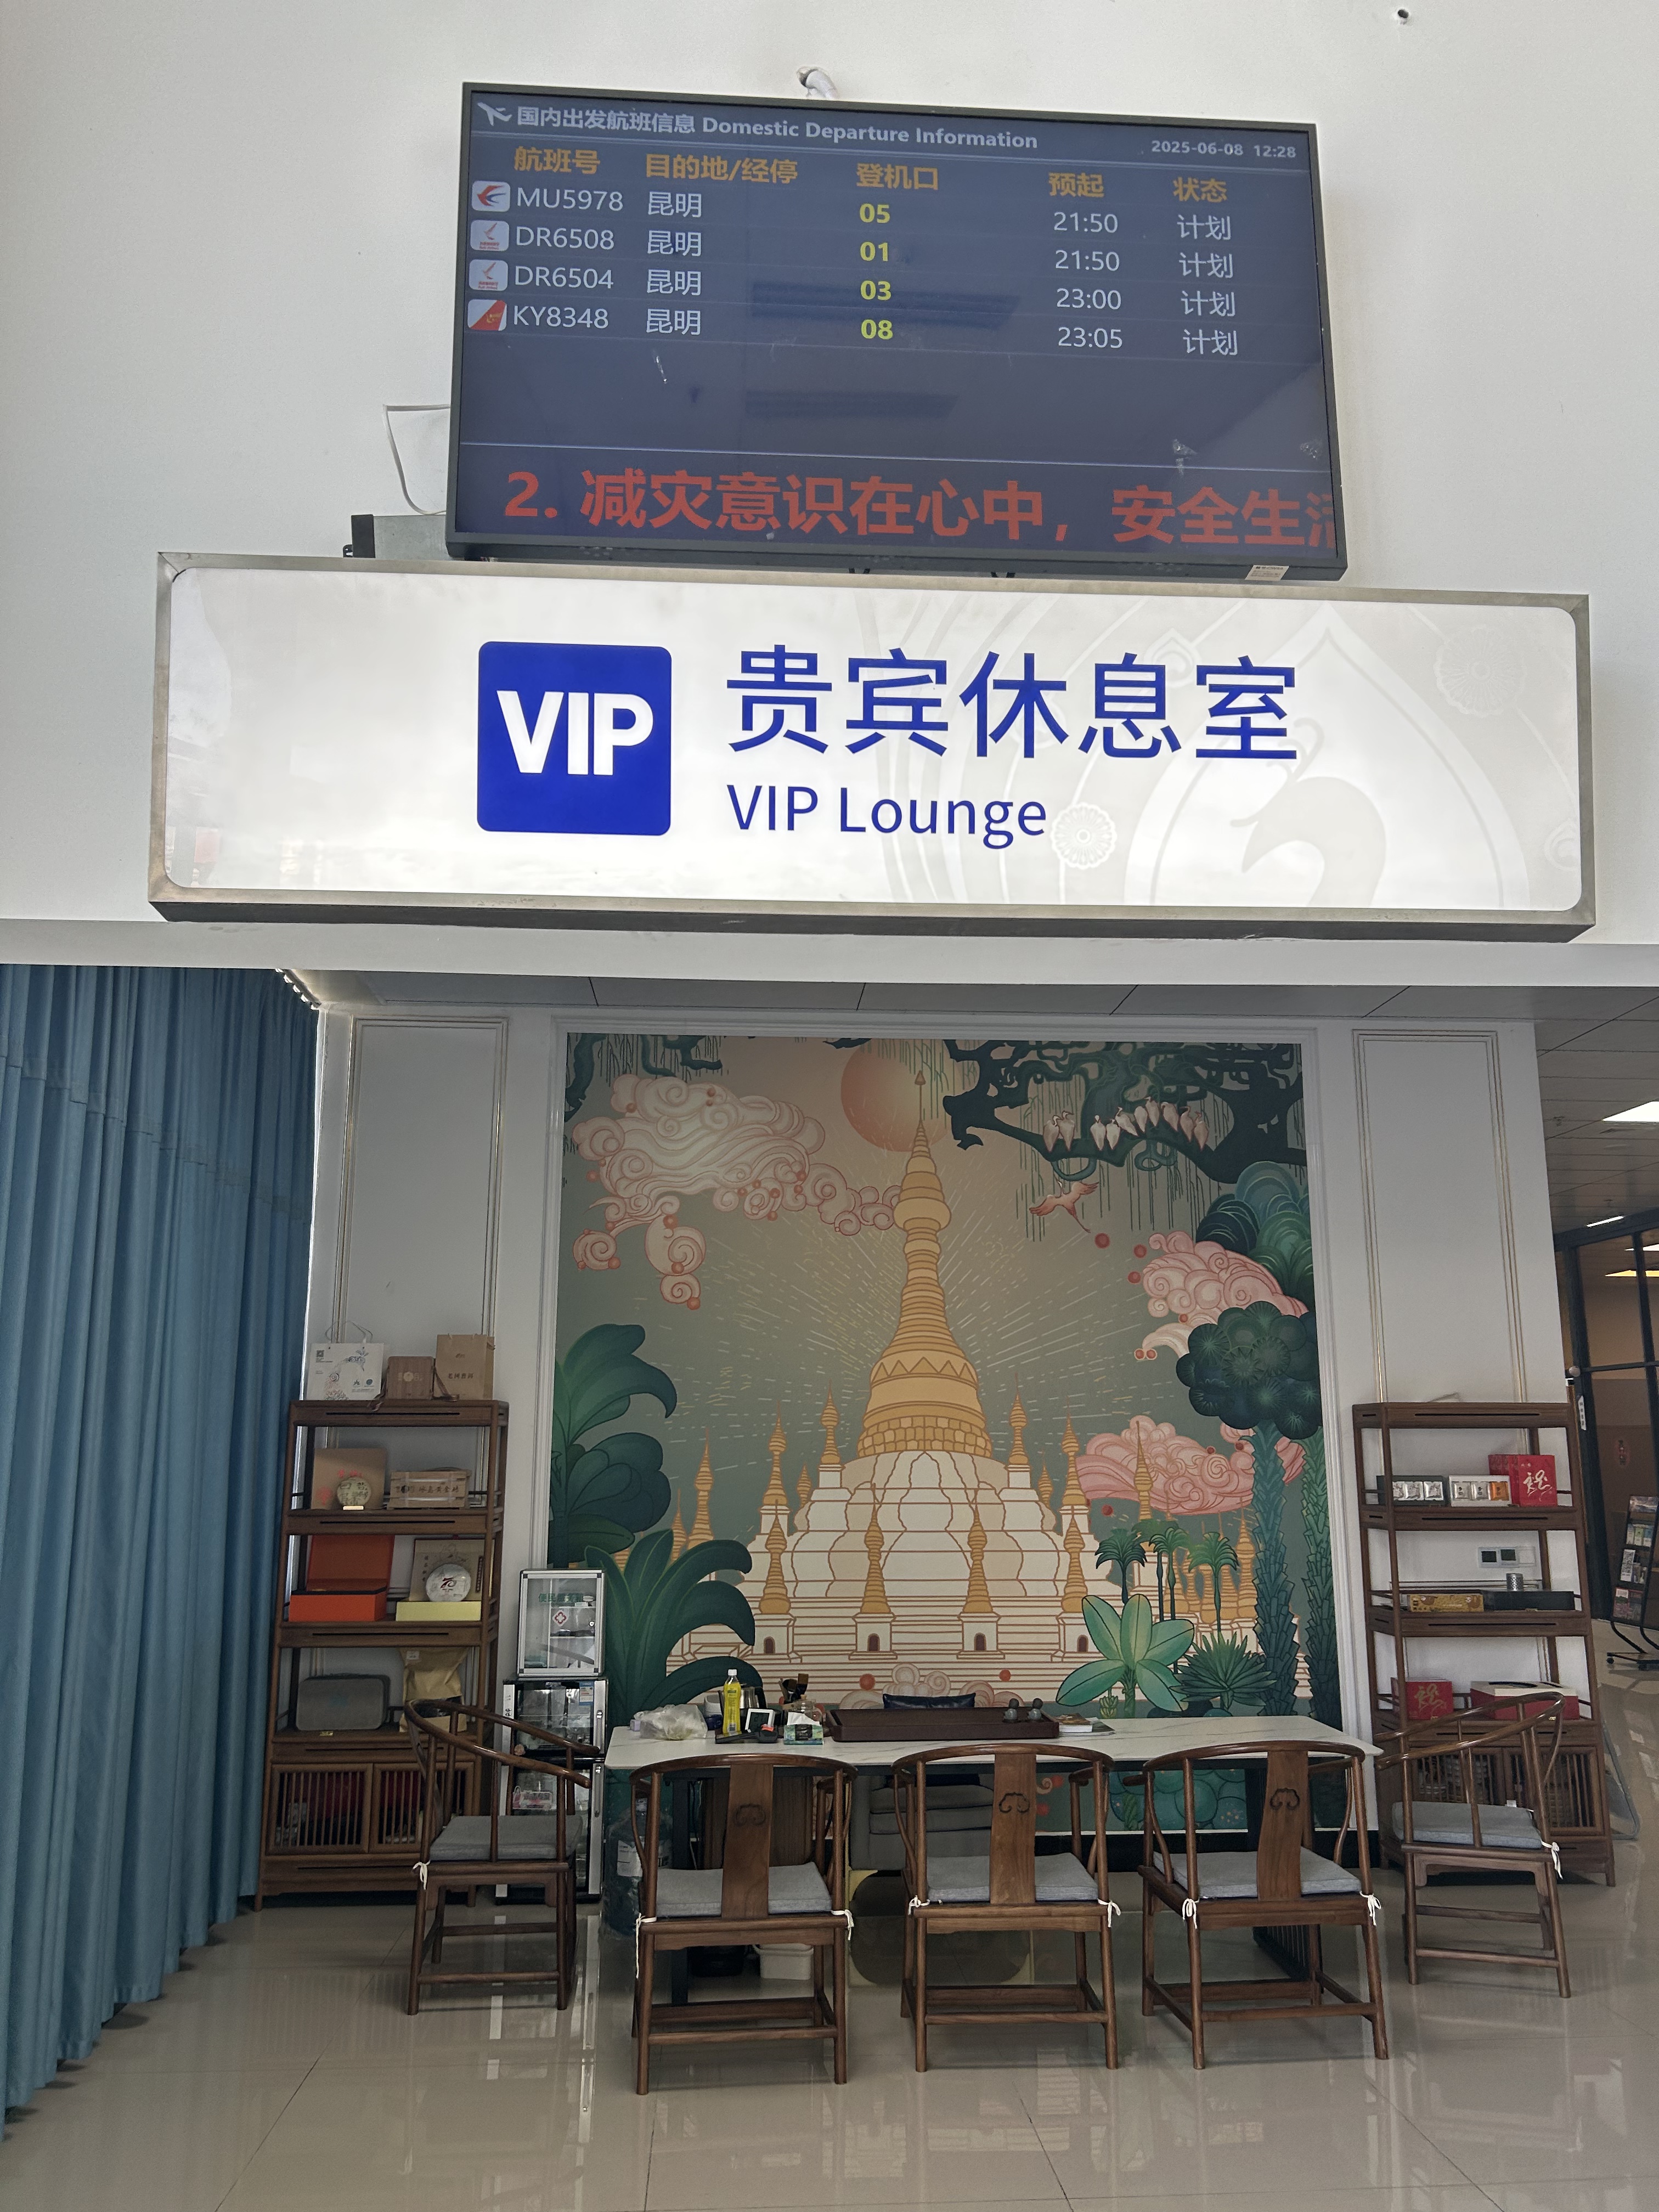 国内出发航班信息 Domestic Departure Information 2025-06-08 12:28
航班号 目的地/经停 登机口 预起 状态
MU5978 昆明 05 21:50 计划
DR6508 昆明 01 21:50 计划
DR6504 昆明 03 23:00 计划
KY8348 昆明 08 23:05 计划
2. 减灾意识在心中，安全生
VIP 贵宾休息室
VIP Lounge
70